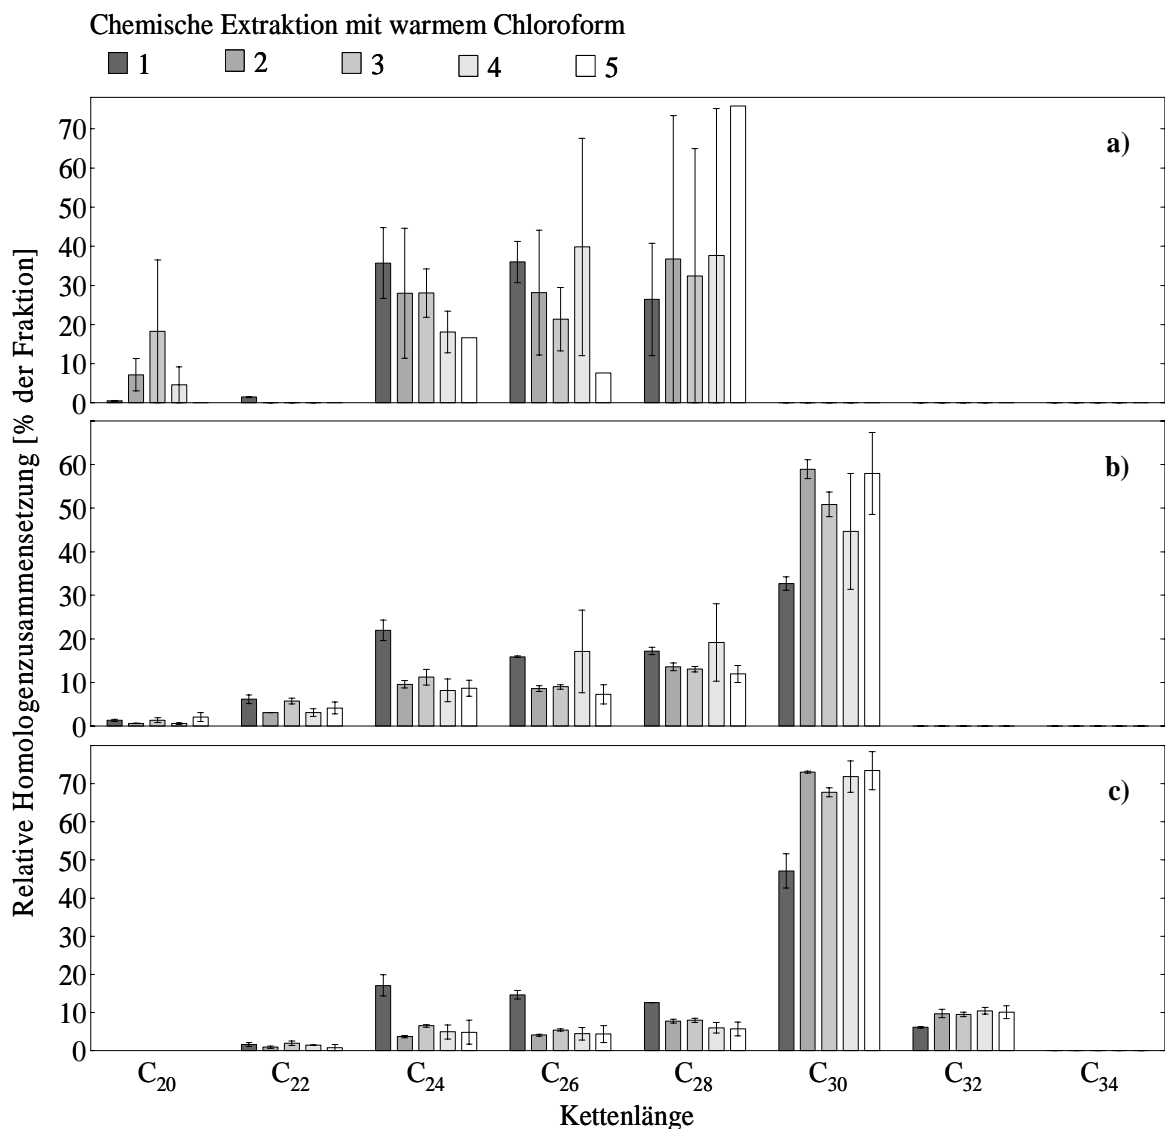 Chemische Extraktion mit warmem Chloroform
1 2 3 4 5
Relative Homologenzusammensetzung [% der Fraktion]
a)
70
60
50
40
30
20
10
0
b)
60
50
40
30
20
10
0
c)
70
60
50
40
30
20
10
0
C20 C22 C24 C26 C28 C30 C32 C34
Kettenlänge